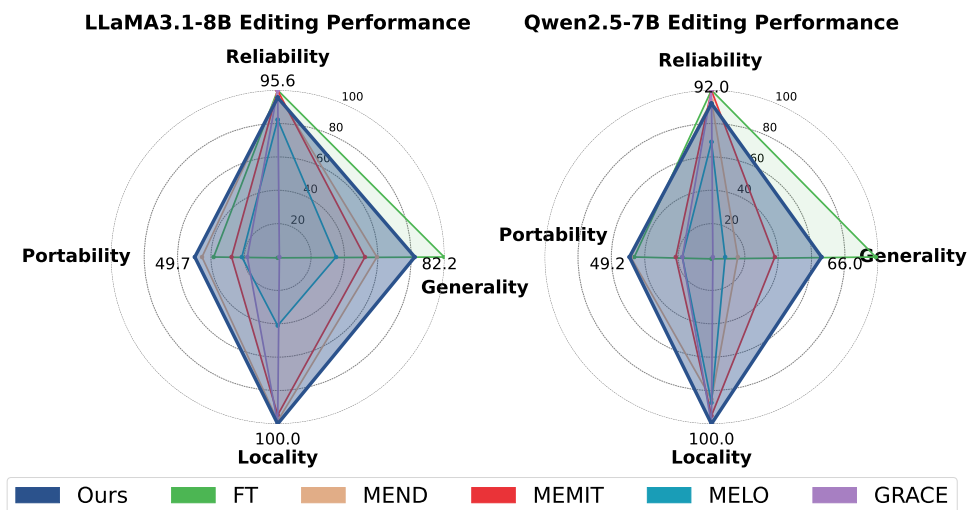 LLaMA3.1-8B Editing Performance
Reliability
95.6
100
80
60
40
20
Portability
49.7
82.2
Generality
100.0
Locality
Qwen2.5-7B Editing Performance
Reliability
92.0
100
80
60
40
20
Portability
49.2
66.0
Generality
100.0
Locality
Ours
FT
MEND
MEMIT
MELO
GRACE